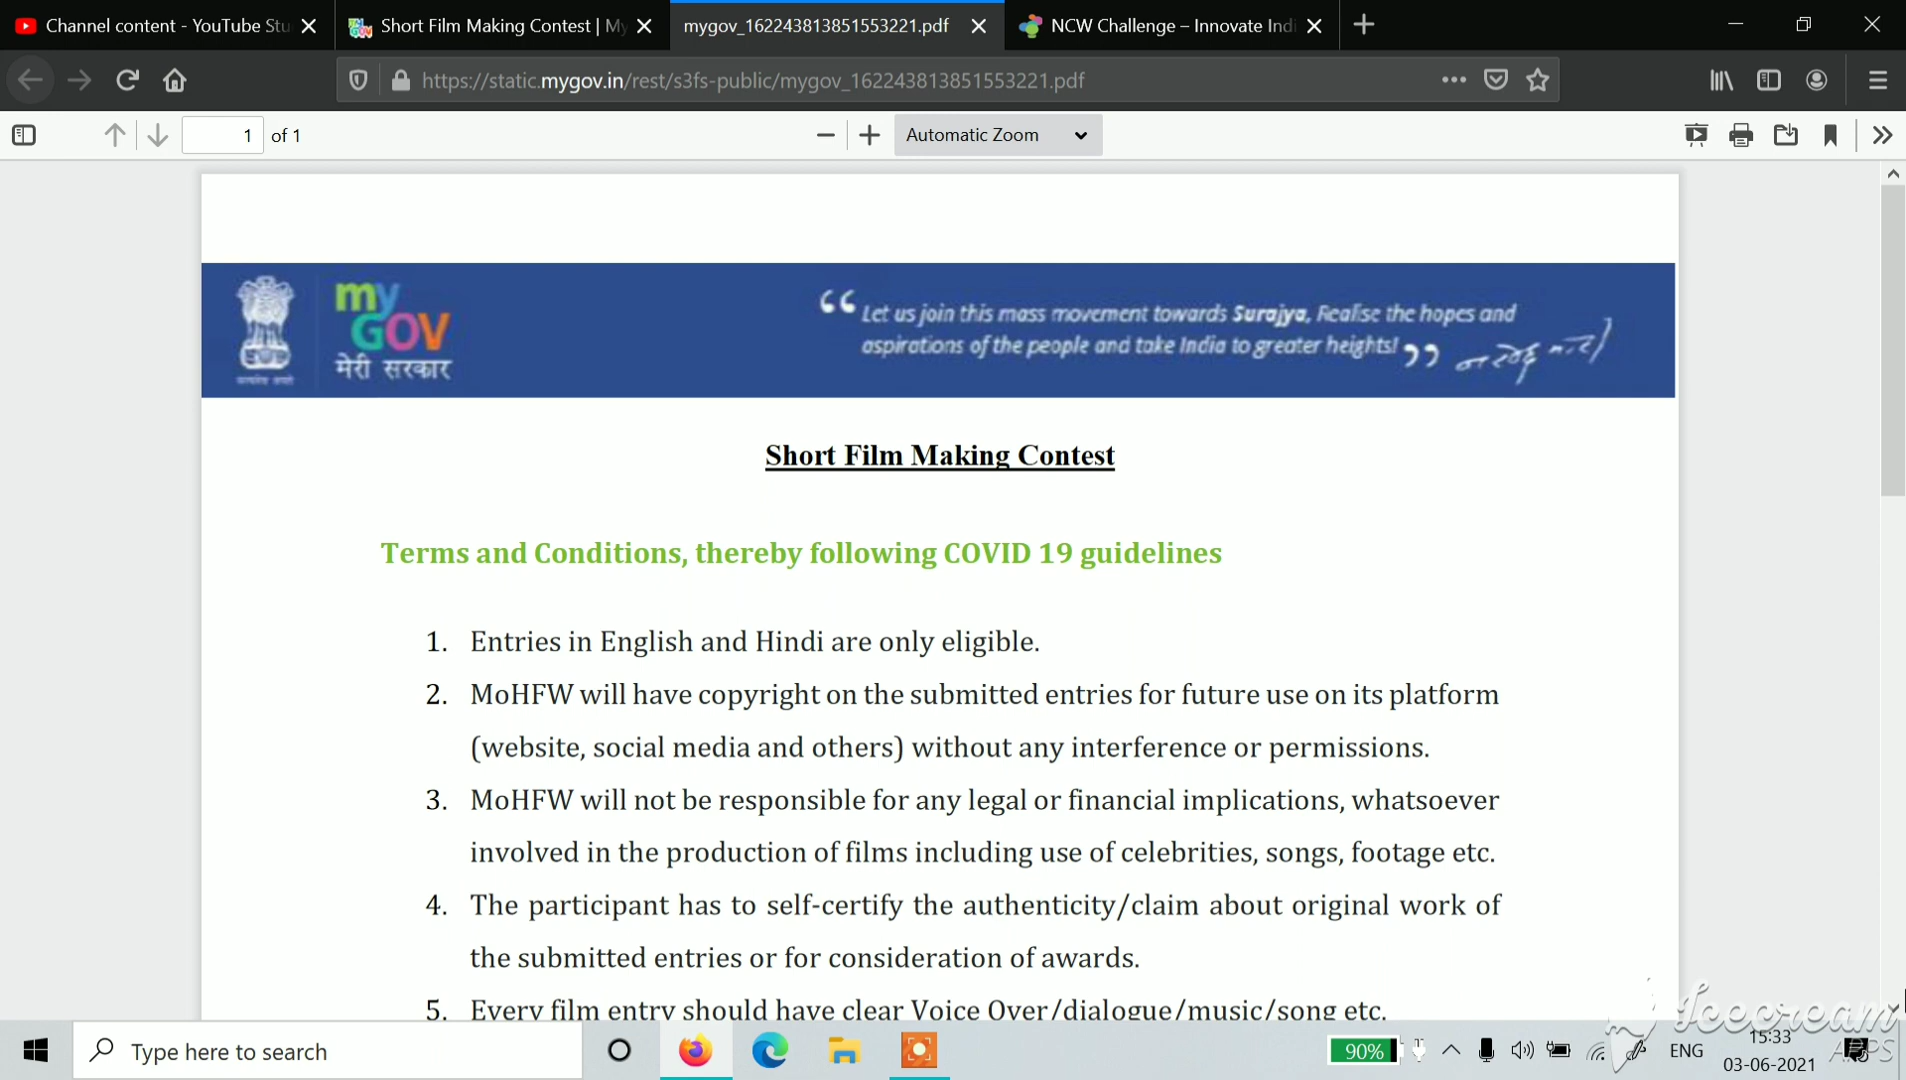 Channel content - YouTube Stu
Short Film Making Contest | My
mygov_162243813851553221.pdf
NCW Challenge – Innovate Indi
https://static.mygov.in/rest/s3fs-public/mygov_162243813851553221.pdf
1 of 1
Automatic Zoom
my
GOV
मेरी सरकार
“ Let us join this mass movement towards Surajya, Realise the hopes and
aspirations of the people and take India to greater heights! ”
Short Film Making Contest
Terms and Conditions, thereby following COVID 19 guidelines
1. Entries in English and Hindi are only eligible.
2. MoHFW will have copyright on the submitted entries for future use on its platform
(website, social media and others) without any interference or permissions.
3. MoHFW will not be responsible for any legal or financial implications, whatsoever
involved in the production of films including use of celebrities, songs, footage etc.
4. The participant has to self-certify the authenticity/claim about original work of
the submitted entries or for consideration of awards.
5. Every film entry should have clear Voice Over/dialogue/music/song etc.
Icecream
APPS
Type here to search
90%
ENG
15:33
03-06-2021